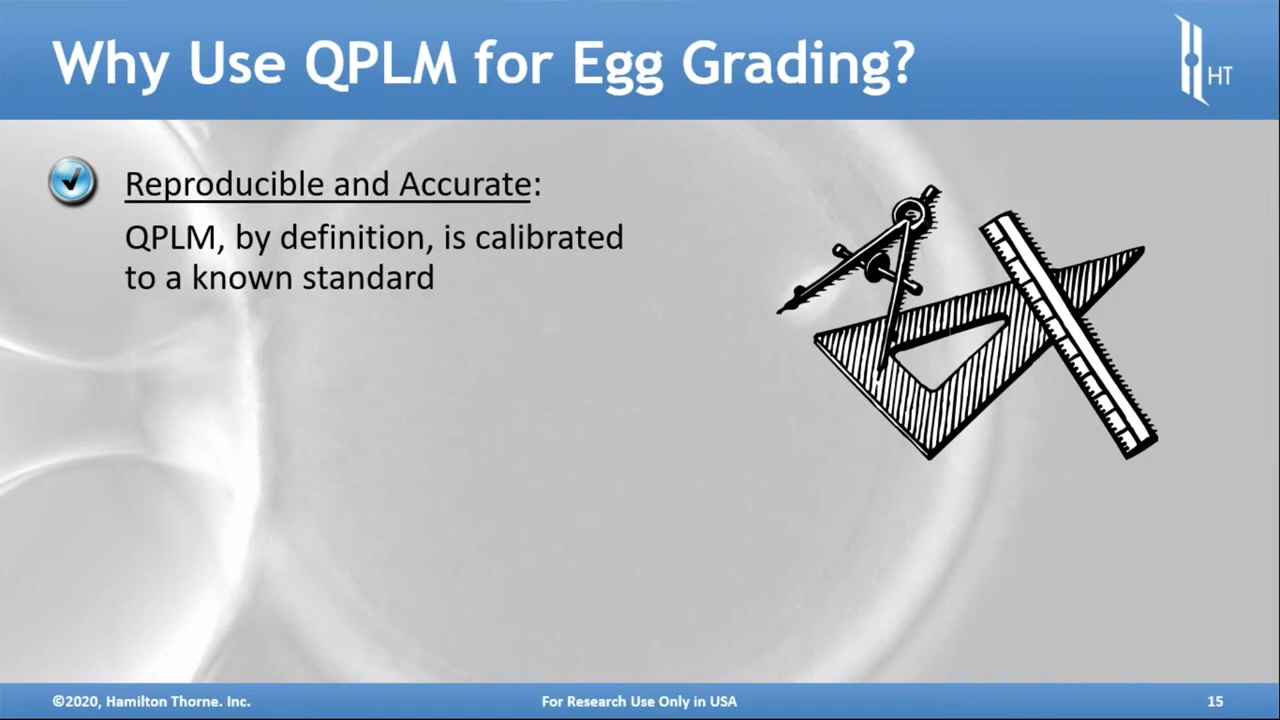 Why Use QPLM for Egg Grading?
HT
Reproducible and Accurate:
QPLM, by definition, is calibrated
to a known standard
©2020, Hamilton Thorne. Inc.
For Research Use Only in USA
15